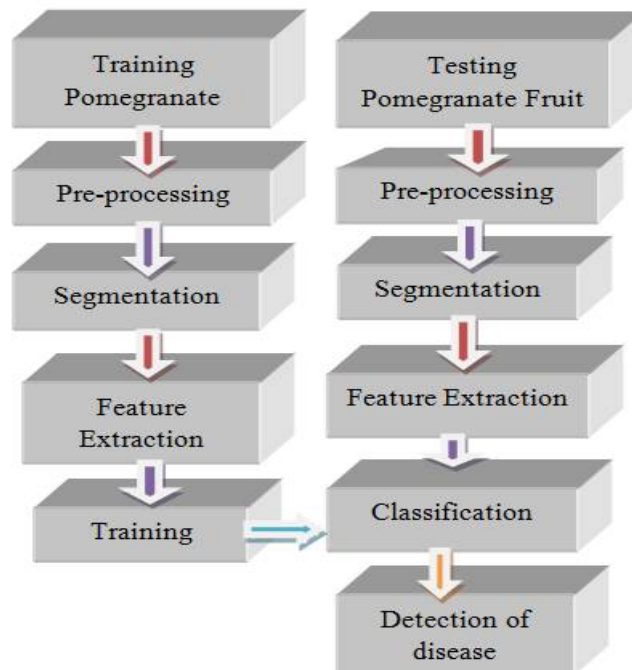 Training
Pomegranate
Pre-processing
Segmentation
Feature
Extraction
Training
Testing
Pomegranate Fruit
Pre-processing
Segmentation
Feature Extraction
Classification
Detection of
disease